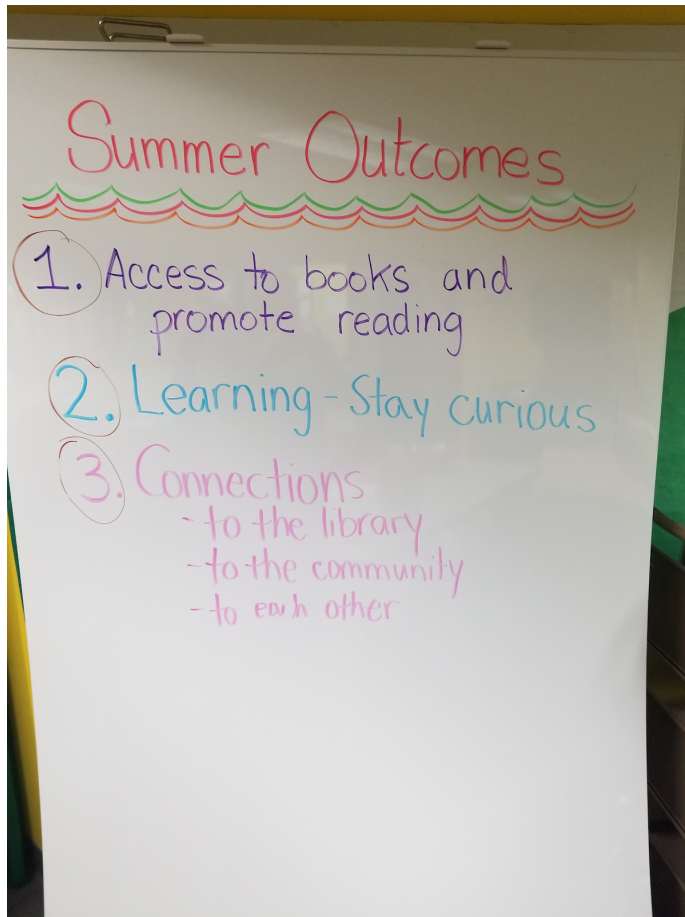 Summer Outcomes
1. Access to books and
promote reading
2. Learning - Stay curious
3. Connections
- to the library
- to the community
- to each other